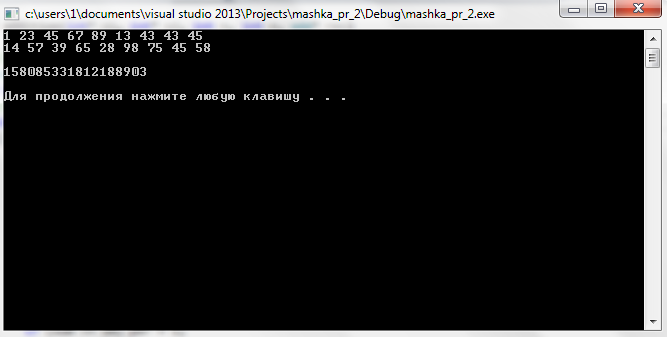 c:\users\1\documents\visual studio 2013\Projects\mashka_pr_2\Debug\mashka_pr_2.exe
1 23 45 67 89 13 43 43 45
14 57 39 65 28 98 75 45 58
158085331812188903
Для продолжения нажмите любую клавишу . . .